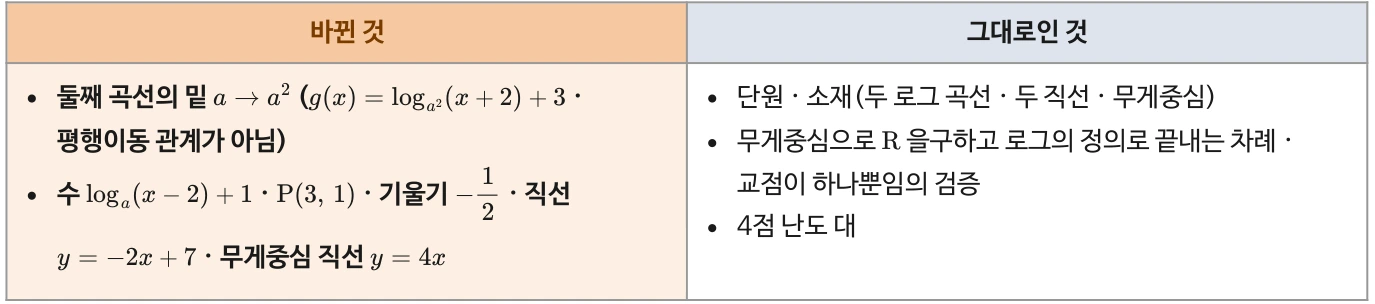 바뀐 것
그대로인 것
• 둘째 곡선의 밑 a → a² (g(x) = log_{a²}(x + 2) + 3 ·
평행이동 관계가 아님)
• 수 log_a(x − 2) + 1 · P(3, 1) · 기울기 −1/2 · 직선
y = −2x + 7 · 무게중심 직선 y = 4x
• 단원 · 소재(두 로그 곡선 · 두 직선 · 무게중심)
• 무게중심으로 R 을구하고 로그의 정의로 끝내는 차례 ·
교점이 하나뿐임의 검증
• 4점 난도 대